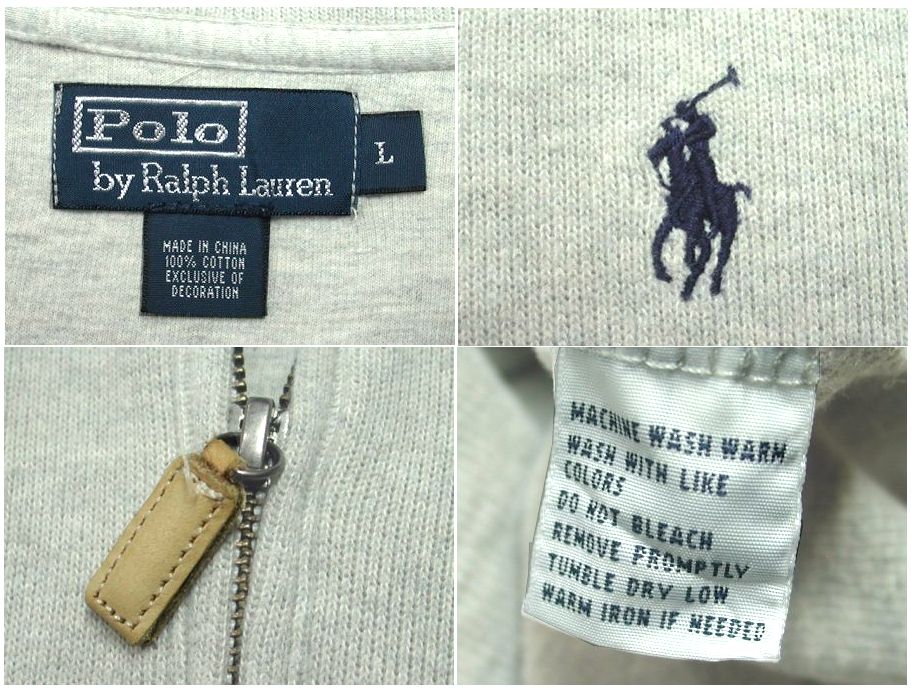 Polo
by Ralph Lauren
L
MADE IN CHINA
100% COTTON
EXCLUSIVE OF
DECORATION
MACHINE WASH WARM
WASH WITH LIKE
COLORS
DO NOT BLEACH
REMOVE PROMPTLY
TUMBLE DRY LOW
WARM IRON IF NEEDED